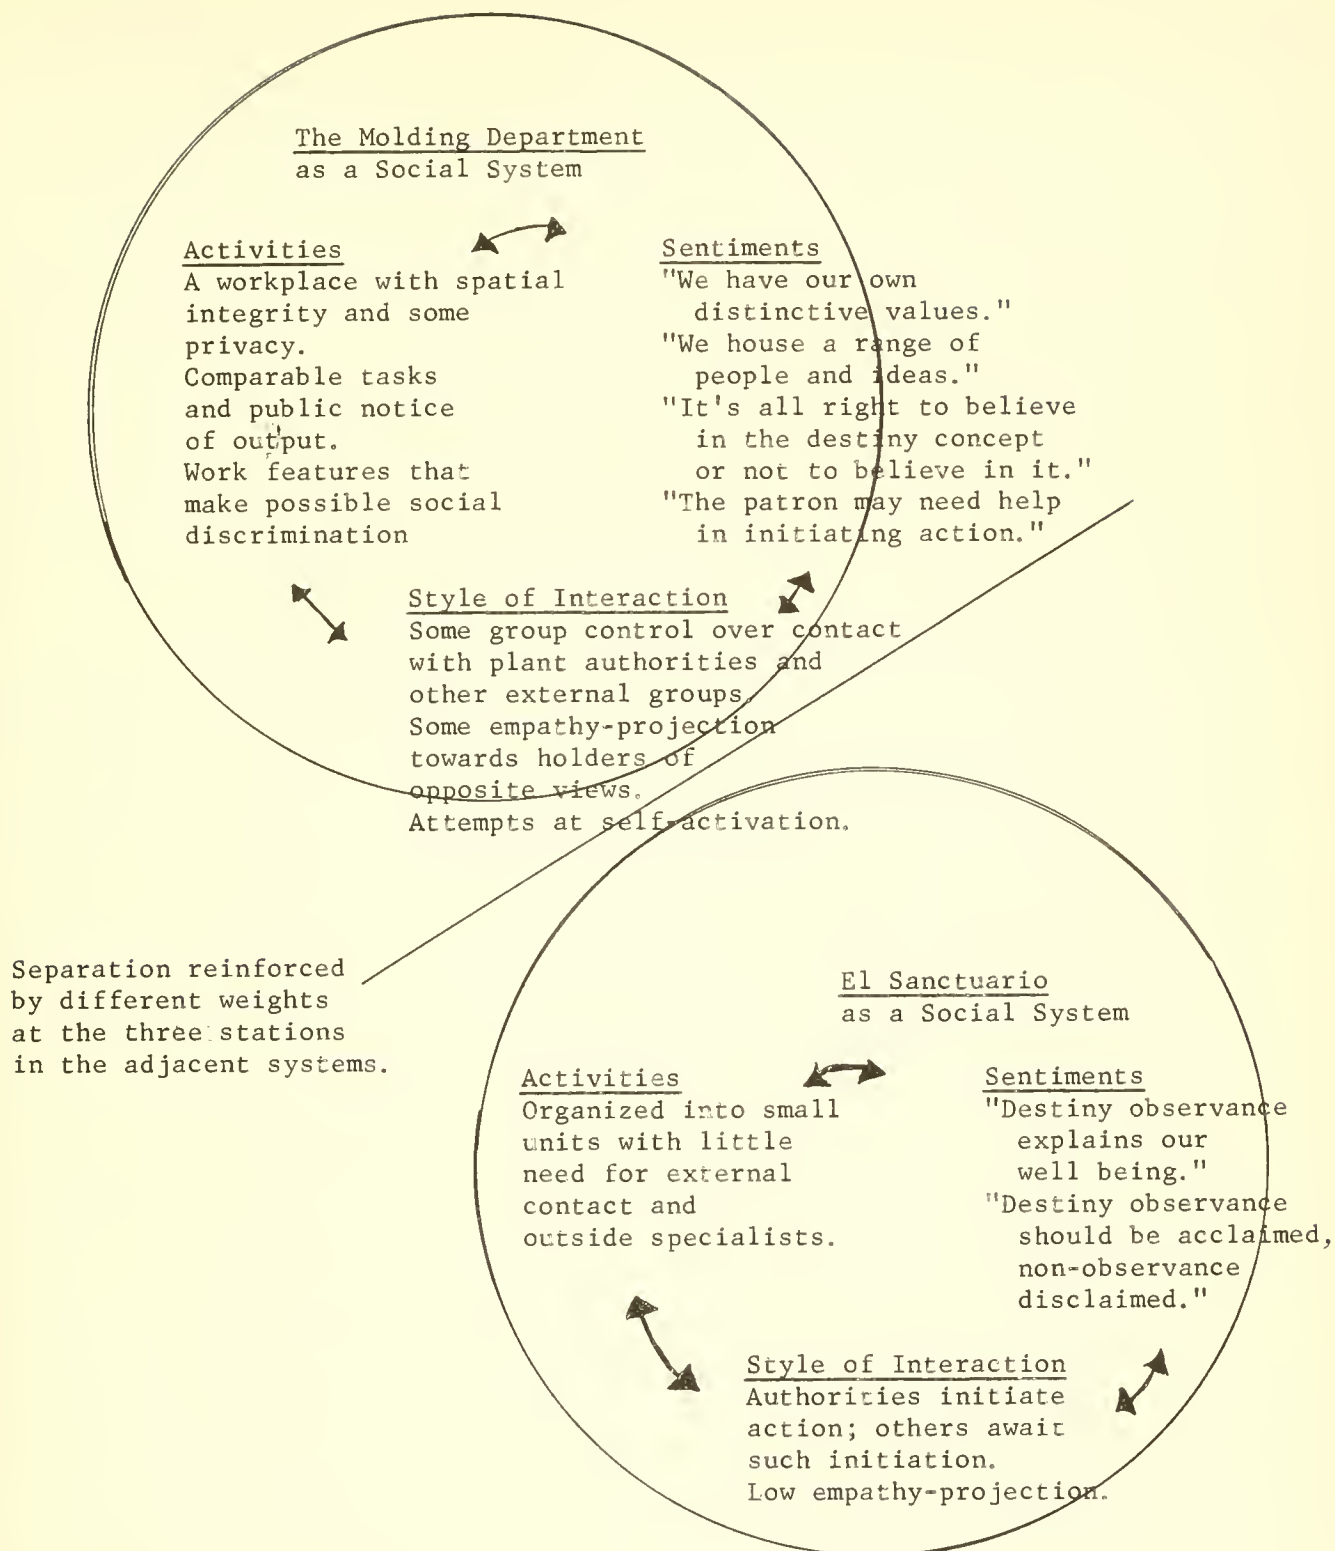 The Molding Department
as a Social System
Activities
A workplace with spatial
integrity and some
privacy.
Comparable tasks
and public notice
of output.
Work features that
make possible social
discrimination
Sentiments
"We have our own
distinctive values."
"We house a range of
people and ideas."
"It's all right to believe
in the destiny concept
or not to believe in it."
"The patron may need help
in initiating action."
Style of Interaction
Some group control over contact
with plant authorities and
other external groups.
Some empathy-projection
towards holders of
opposite views.
Attempts at self-activation.
Separation reinforced
by different weights
at the three stations
in the adjacent systems.
El Sanctuario
as a Social System
Activities
Organized into small
units with little
need for external
contact and
outside specialists.
Sentiments
"Destiny observance
explains our
well being."
"Destiny observance
should be acclaimed,
non-observance
disclaimed."
Style of Interaction
Authorities initiate
action; others await
such initiation.
Low empathy-projection.